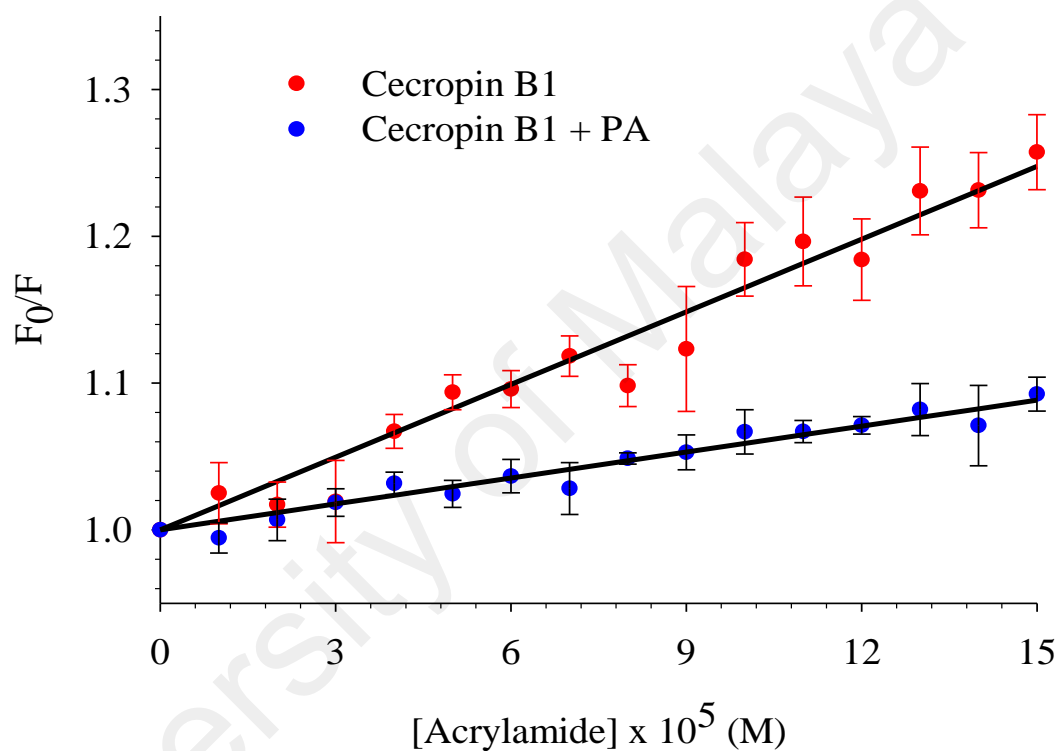 1.3
1.2
1.1
1.0
F0/F
Cecropin B1
Cecropin B1 + PA
0 3 6 9 12 15
[Acrylamide] x 10^5 (M)
ersity of Malaya